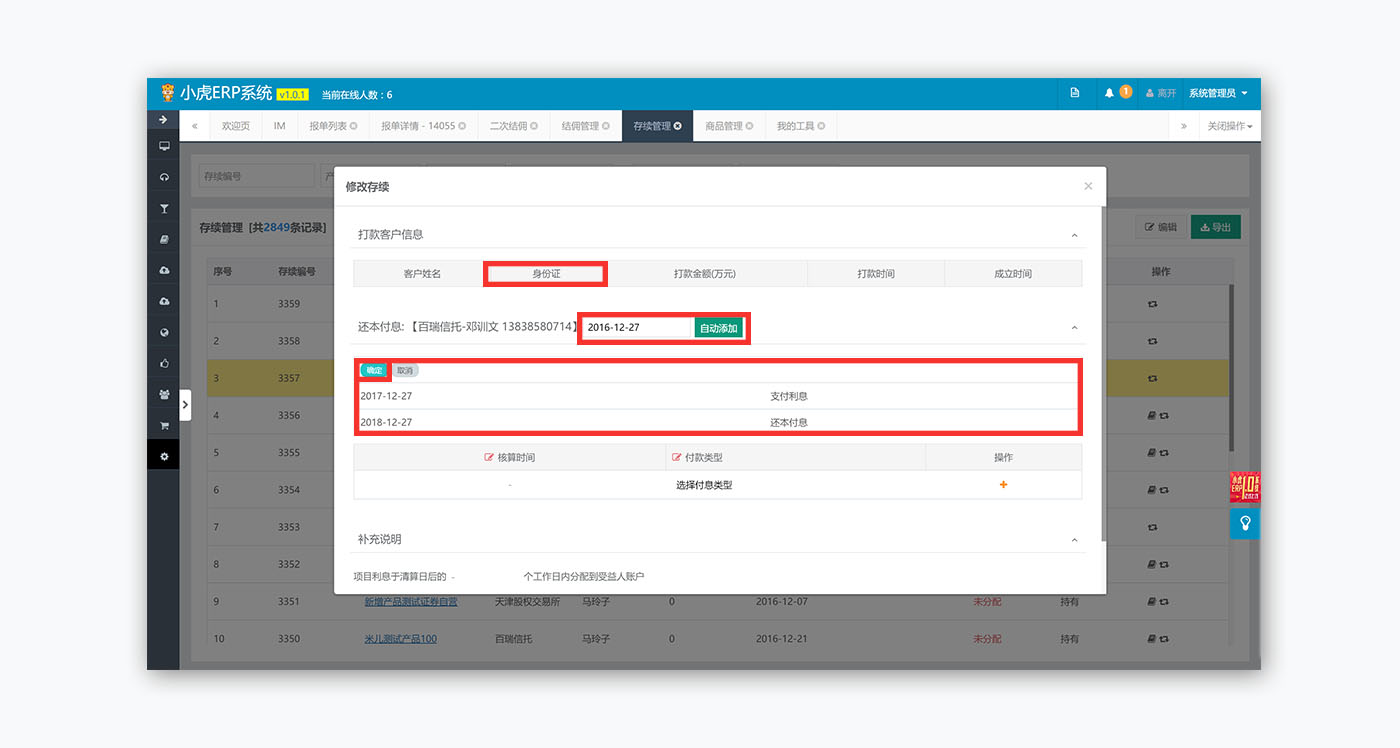 小虎ERP系统 v1.0.1 当前在线人数：6 1 离开 系统管理员
« 欢迎页 IM 报单列表 报单详情 - 14055 二次结佣 结佣管理 存续管理 商品管理 我的工具 » 关闭操作
存续编号 产
修改存续 ×
存续管理 [共2849条记录] 编辑 导出
打款客户信息
序号 存续编号 操作
客户姓名 身份证 打款金额(万元) 打款时间 成立时间
1 3359
还本付息: 【百瑞信托-邓训文 13838580714】 2016-12-27 自动添加
2 3358
确定 取消
3 3357
2017-12-27 支付利息
4 3356
2018-12-27 还本付息
5 3355
核算时间 付款类型 操作
- 选择付息类型 +
6 3354
7 3353
补充说明
8 3352
项目利息于清算日后的 - 个工作日内分配到受益人账户
9 3351 新增产品测试证券自营 天津股权交易所 马玲子 0 2016-12-07 未分配 持有
10 3350 米儿测试产品100 百瑞信托 马玲子 0 2016-12-21 未分配 持有